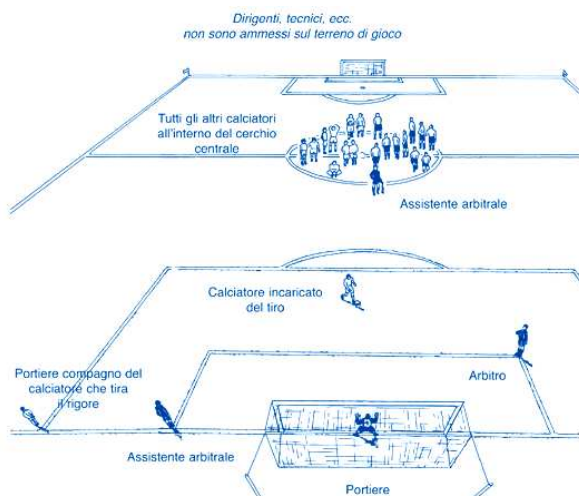 Dirigenti, tecnici, ecc.
non sono ammessi sul terreno di gioco
Tutti gli altri calciatori
all'interno del cerchio
centrale
Assistente arbitrale
Calciatore incaricato
del tiro
Portiere compagno del
calciatore che tira
il rigore
Arbitro
Assistente arbitrale
Portiere